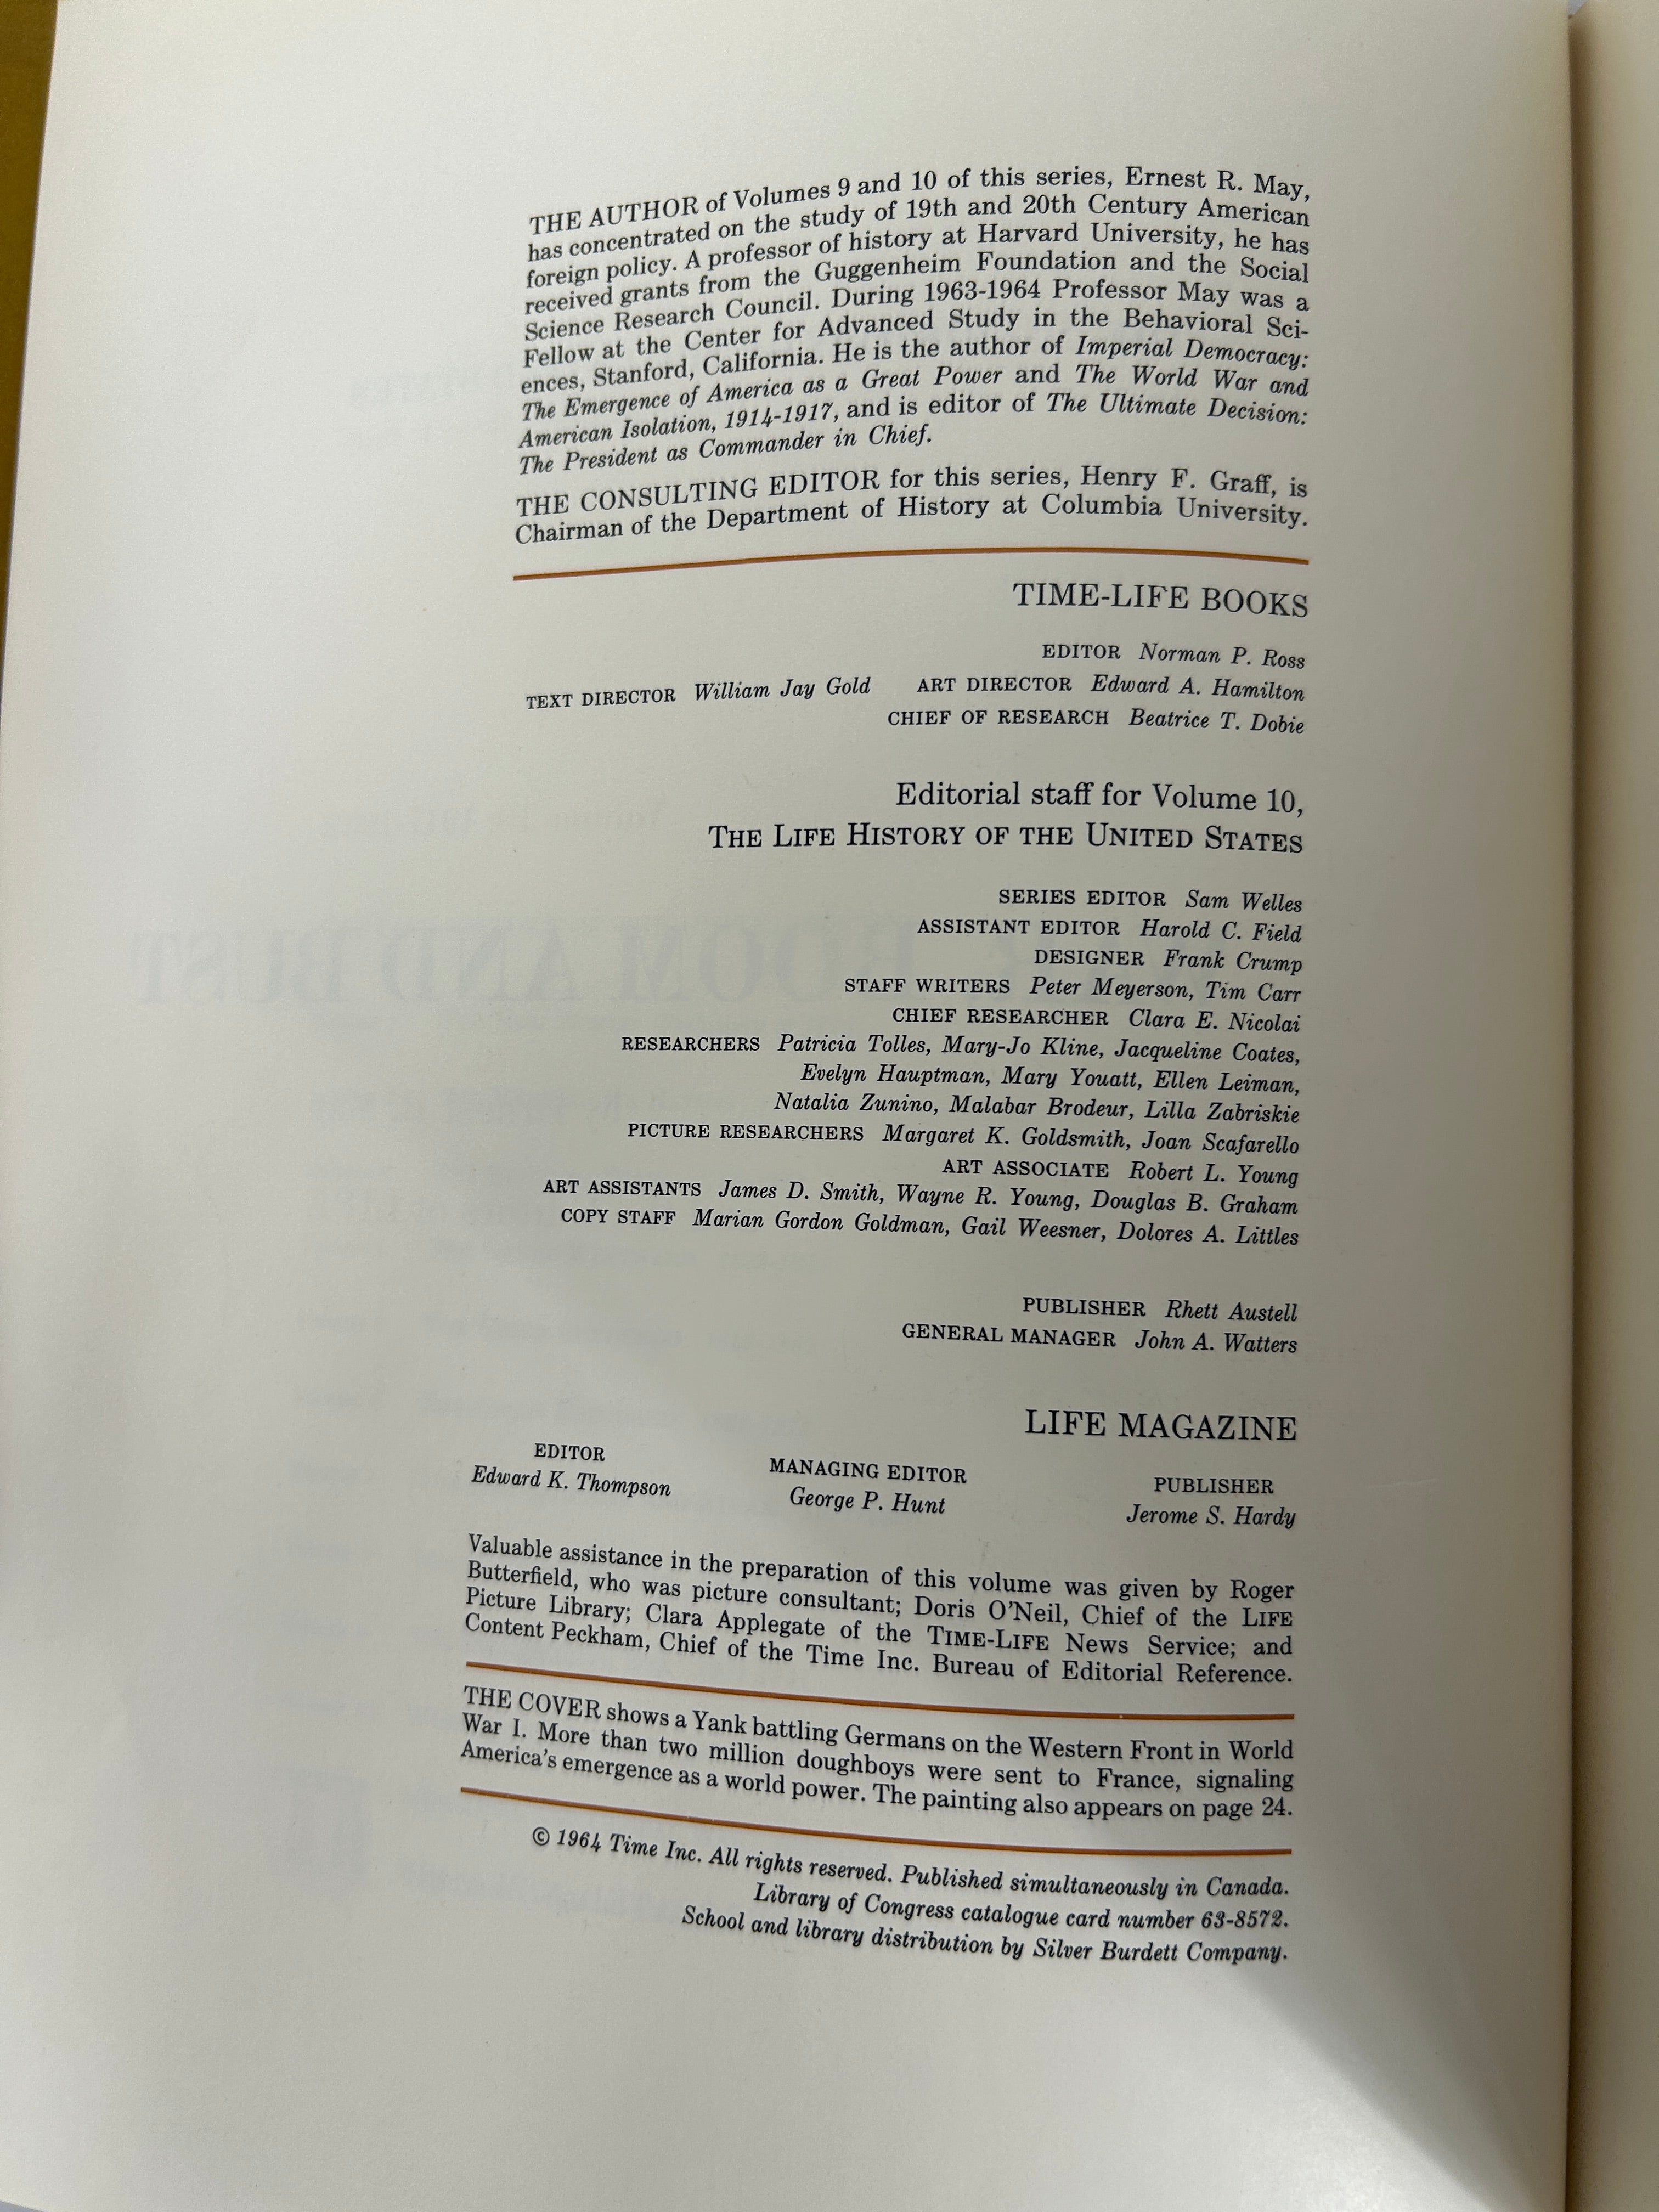 THE AUTHOR of Volumes 9 and 10 of this series, Ernest R. May,
has concentrated on the study of 19th and 20th Century American
foreign policy. A professor of history at Harvard University, he has
received grants from the Guggenheim Foundation and the Social
Science Research Council. During 1963-1964 Professor May was a
Fellow at the Center for Advanced Study in the Behavioral Sci-
ences, Stanford, California. He is the author of Imperial Democracy:
The Emergence of America as a Great Power and The World War and
American Isolation, 1914-1917, and is editor of The Ultimate Decision:
The President as Commander in Chief.
THE CONSULTING EDITOR for this series, Henry F. Graff, is
Chairman of the Department of History at Columbia University.
TIME-LIFE BOOKS
EDITOR Norman P. Ross
TEXT DIRECTOR William Jay Gold ART DIRECTOR Edward A. Hamilton
CHIEF OF RESEARCH Beatrice T. Dobie
Editorial staff for Volume 10,
THE LIFE HISTORY OF THE UNITED STATES
SERIES EDITOR Sam Welles
ASSISTANT EDITOR Harold C. Field
DESIGNER Frank Crump
STAFF WRITERS Peter Meyerson, Tim Carr
CHIEF RESEARCHER Clara E. Nicolai
RESEARCHERS Patricia Tolles, Mary-Jo Kline, Jacqueline Coates,
Evelyn Hauptman, Mary Youatt, Ellen Leiman,
Natalia Zunino, Malabar Brodeur, Lilla Zabriskie
PICTURE RESEARCHERS Margaret K. Goldsmith, Joan Scafarello
ART ASSOCIATE Robert L. Young
ART ASSISTANTS James D. Smith, Wayne R. Young, Douglas B. Graham
COPY STAFF Marian Gordon Goldman, Gail Weesner, Dolores A. Littles
PUBLISHER Rhett Austell
GENERAL MANAGER John A. Watters
LIFE MAGAZINE
EDITOR MANAGING EDITOR PUBLISHER
Edward K. Thompson George P. Hunt Jerome S. Hardy
Valuable assistance in the preparation of this volume was given by Roger
Butterfield, who was picture consultant; Doris O'Neil, Chief of the LIFE
Picture Library; Clara Applegate of the TIME-LIFE News Service; and
Content Peckham, Chief of the Time Inc. Bureau of Editorial Reference.
THE COVER shows a Yank battling Germans on the Western Front in World
War I. More than two million doughboys were sent to France, signaling
America's emergence as a world power. The painting also appears on page 24.
© 1964 Time Inc. All rights reserved. Published simultaneously in Canada.
Library of Congress catalogue card number 63-8572.
School and library distribution by Silver Burdett Company.